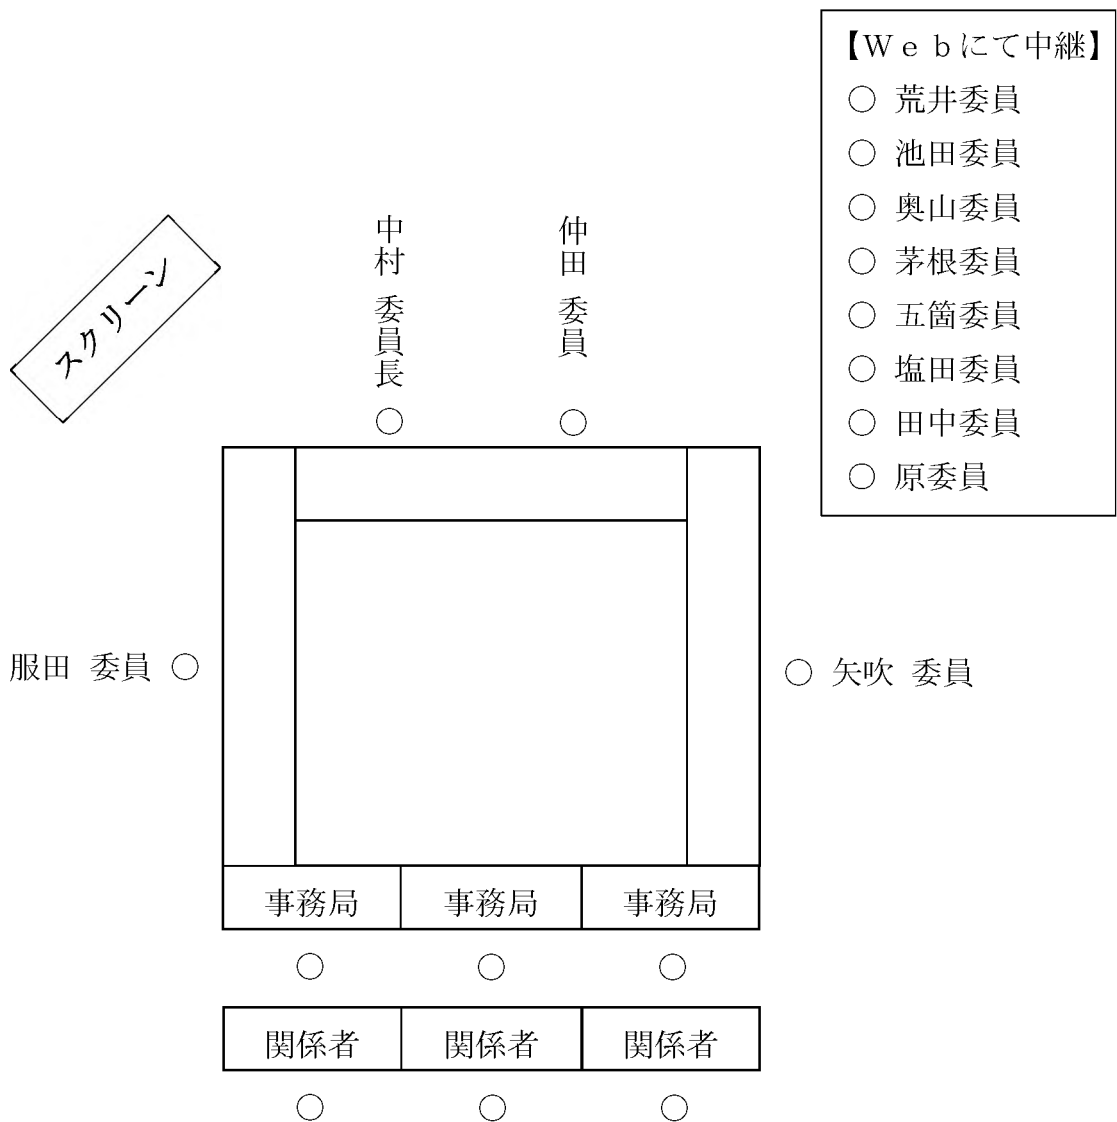 【Ｗｅｂにて中継】
○ 荒井委員
○ 池田委員
○ 奥山委員
○ 茅根委員
○ 五箇委員
○ 塩田委員
○ 田中委員
○ 原委員
スクリーン
中村 委員長
仲田 委員
服田 委員 ○
○ 矢吹 委員
事務局 事務局 事務局
関係者 関係者 関係者